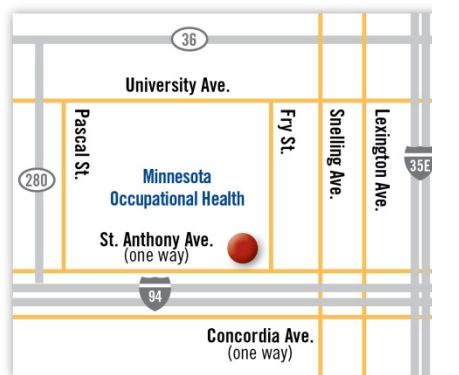 36
University Ave.
Pascal St.
Fry St.
Snelling Ave.
Lexington Ave.
35E
280
Minnesota
Occupational Health
St. Anthony Ave.
(one way)
94
Concordia Ave.
(one way)